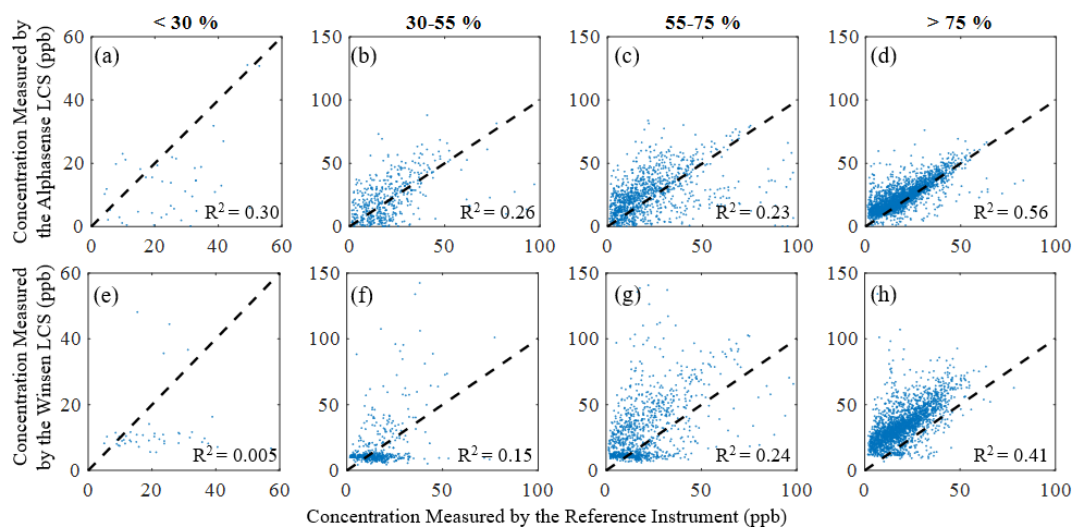 < 30 % 30-55 % 55-75 % > 75 %
Concentration Measured by
the Alphasense LCS (ppb)
60 150 150 150
(a) (b) (c) (d)
40 100 100 100
20 50 50 50
R² = 0.30 R² = 0.26 R² = 0.23 R² = 0.56
0 0 0 0
0 20 40 60 0 50 100 0 50 100 0 50 100
Concentration Measured
by the Winsen LCS (ppb)
60 150 150 150
(e) (f) (g) (h)
40 100 100 100
20 50 50 50
R² = 0.005 R² = 0.15 R² = 0.24 R² = 0.41
0 0 0 0
0 20 40 60 0 50 100 0 50 100 0 50 100
Concentration Measured by the Reference Instrument (ppb)